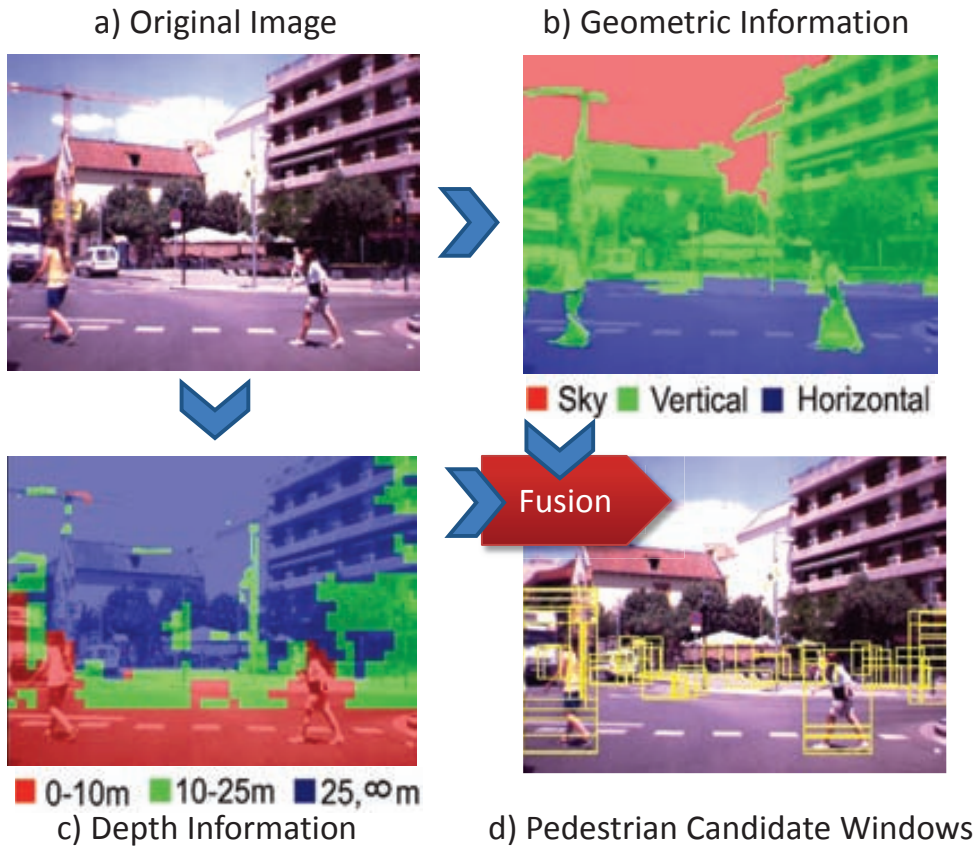 a) Original Image
b) Geometric Information
Sky Vertical Horizontal
Fusion
0-10m 10-25m 25,∞m
c) Depth Information
d) Pedestrian Candidate Windows